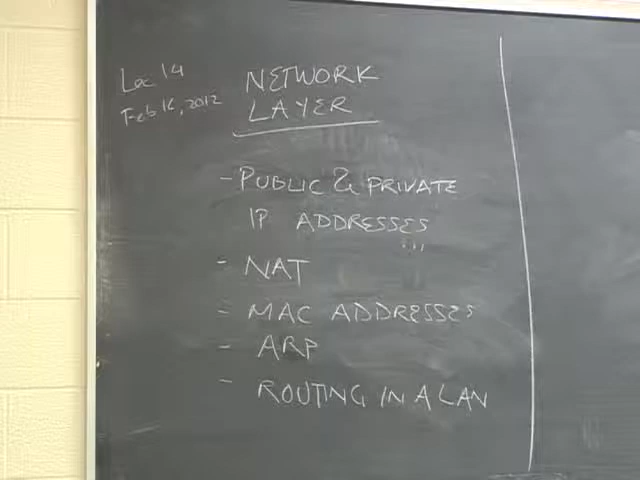 Lec 14
Feb 16, 2012
NETWORK
LAYER
- PUBLIC & PRIVATE
IP ADDRESSES
- NAT
- MAC ADDRESSES
- ARP
- ROUTING IN A LAN